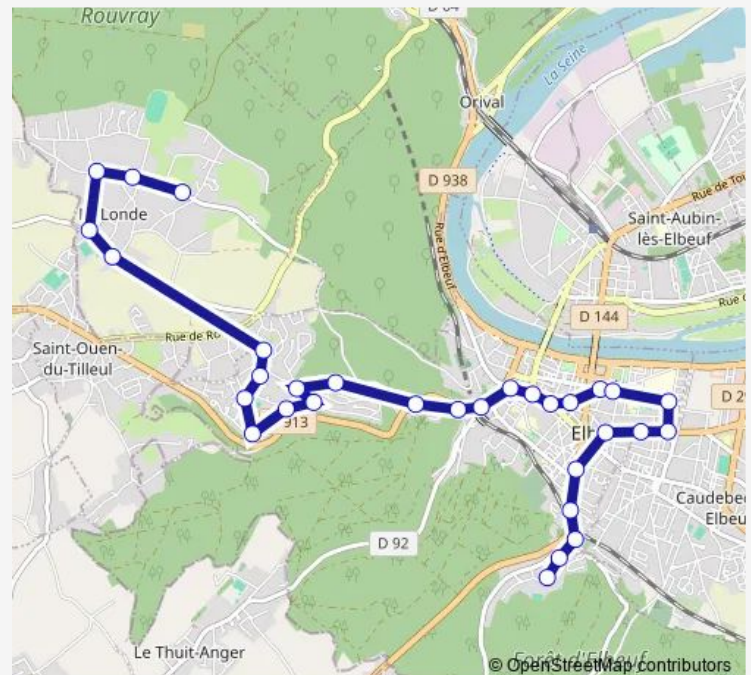 Rouvray
Orival
La Seine
D 938
Rue d'Elbeuf
Rue de Tou
Saint-Aubin-
lès-Elbeuf
Londe
D 144
Rue de Ro
Saint-Ouen-
du-Tilleul
913
D 2
Elb
Caudebec
Elbeu
D 92
Le Thuit-Anger
Forêt d'Elbeuf
© OpenStreetMap contributors